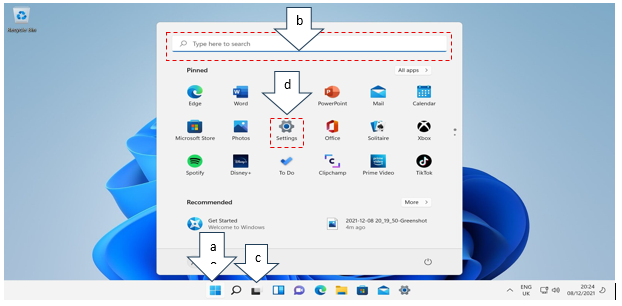 b
Recycle Bin
Type here to search
Pinned
All apps >
d
Edge
Word
PowerPoint
Mail
Calendar
Microsoft Store
Photos
Settings
Office
Solitaire
Xbox
Spotify
Disney+
To Do
Clipchamp
Prime Video
TikTok
Recommended
More >
Get Started
Welcome to Windows
2021-12-08 20_19_50-Greenshot
4m ago
a
c
ENG
UK
20:24
08/12/2021